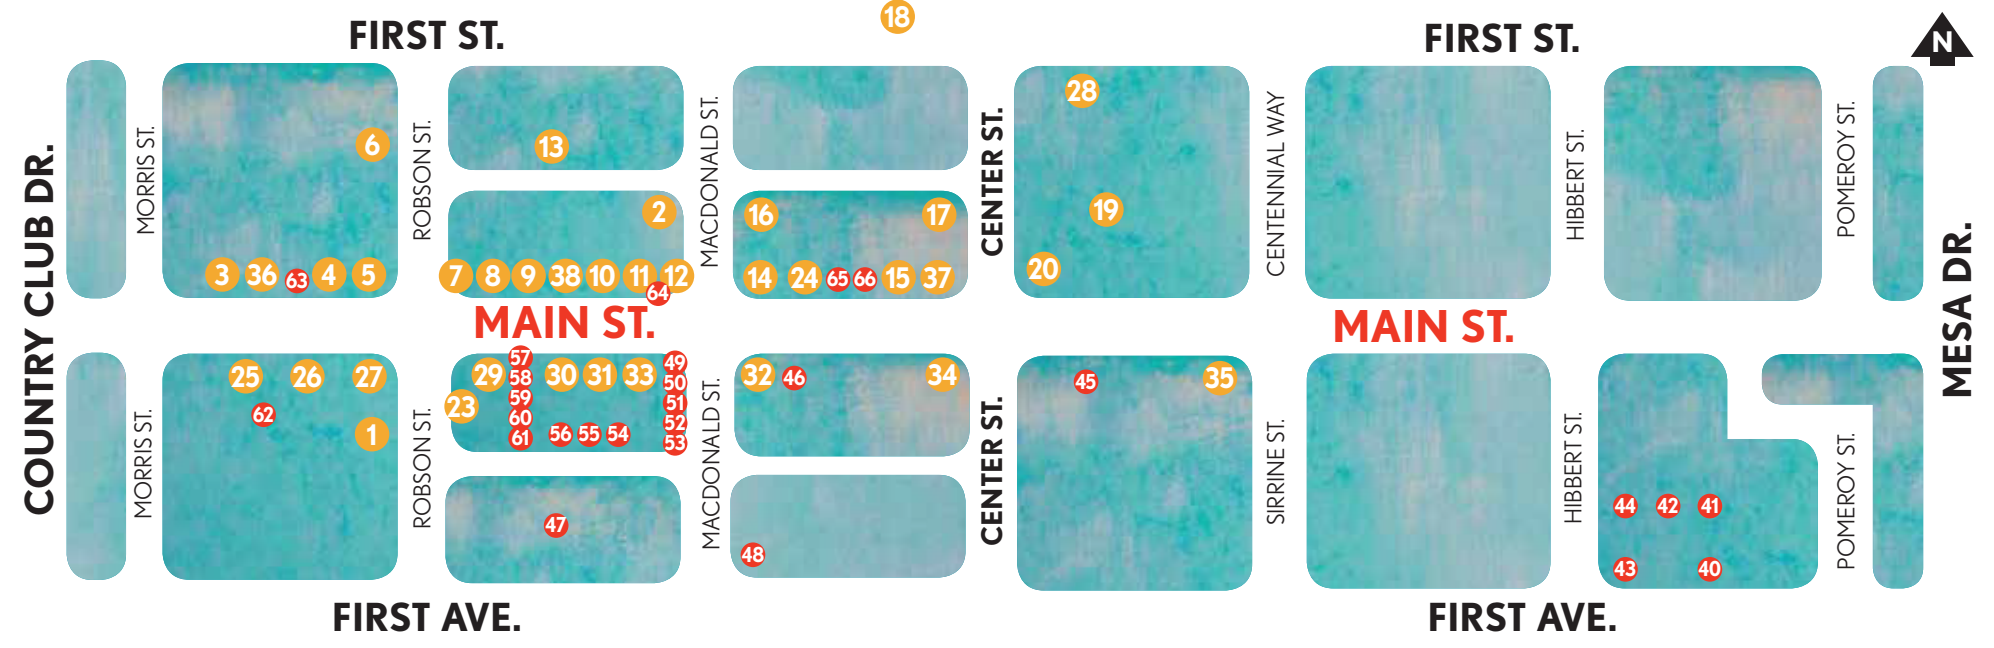 18
FIRST ST.
FIRST ST.
N
COUNTRY CLUB DR.
MORRIS ST.
6
ROBSON ST.
13
MACDONALD ST.
CENTER ST.
28
CENTENNIAL WAY
HIBBERT ST.
POMEROY ST.
MESA DR.
2
16
17
19
3 36 63 4 5
7 8 9 38 10 11 12
64
14 24 65 66 15 37
20
MAIN ST.
MAIN ST.
25 26 27
62
1
MORRIS ST.
ROBSON ST.
57
29 58 30 31 33
49
50
23
59
51
60
52
61 56 55 54
53
MACDONALD ST.
32 46 34
CENTER ST.
45 35
SIRRINE ST.
HIBBERT ST.
POMEROY ST.
47
48
44 42 41
43 40
FIRST AVE.
FIRST AVE.